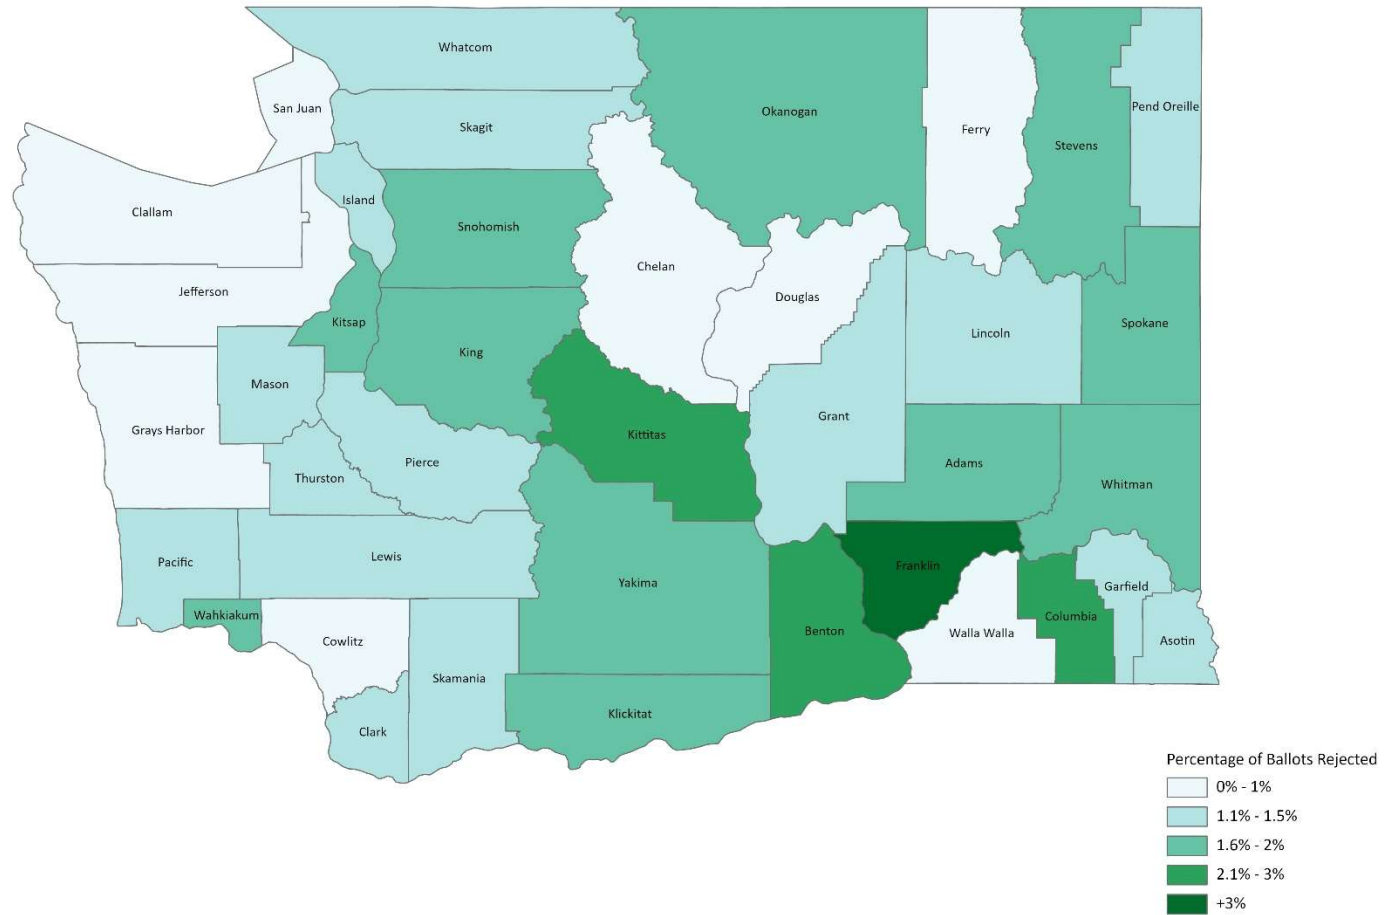 Whatcom
San Juan
Skagit
Okanogan
Ferry
Stevens
Pend Oreille
Clallam
Island
Snohomish
Chelan
Jefferson
Kitsap
Douglas
Lincoln
Spokane
Mason
King
Grays Harbor
Kittitas
Grant
Thurston
Pierce
Adams
Whitman
Pacific
Lewis
Yakima
Franklin
Garfield
Wahkiakum
Cowlitz
Benton
Walla Walla
Columbia
Asotin
Skamania
Clark
Klickitat
Percentage of Ballots Rejected
0% - 1%
1.1% - 1.5%
1.6% - 2%
2.1% - 3%
+3%